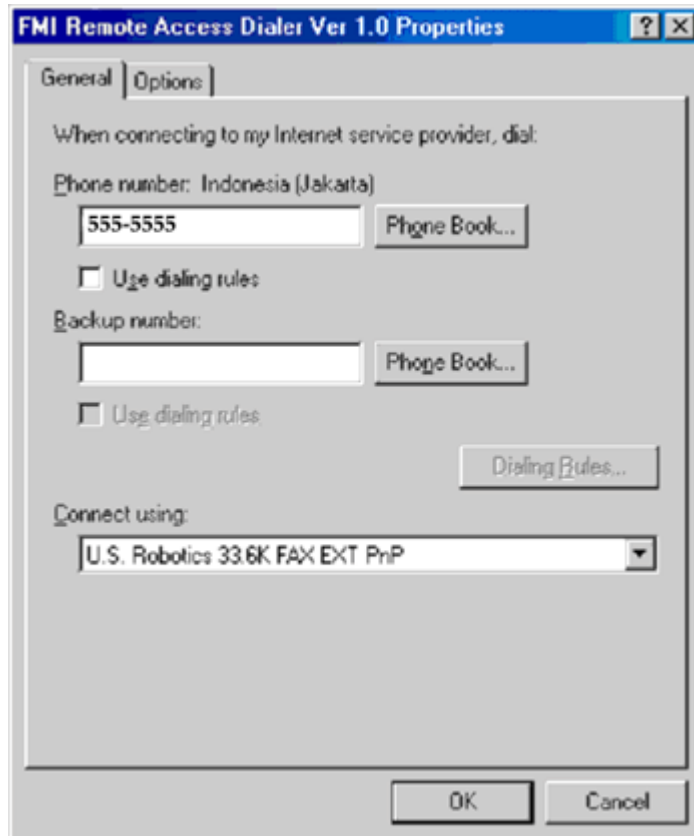 FMI Remote Access Dialer Ver 1.0 Properties
General Options
When connecting to my Internet service provider, dial:
Phone number: Indonesia (Jakarta)
555-5555 Phone Book...
Use dialing rules
Backup number:
Phone Book...
Use dialing rules
Dialing Rules...
Connect using:
U.S. Robotics 33.6K FAX EXT PnP
OK Cancel